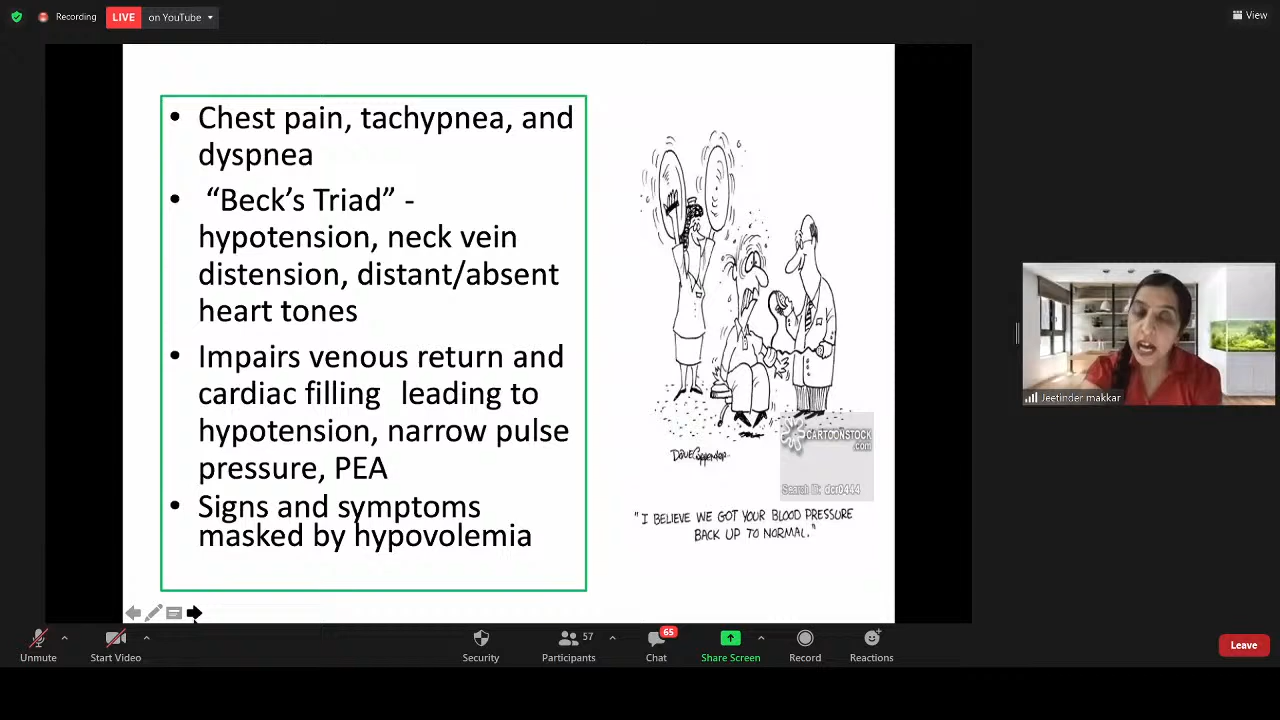 Recording
LIVE
on YouTube
View
• Chest pain, tachypnea, and
dyspnea
• “Beck’s Triad” -
hypotension, neck vein
distension, distant/absent
heart tones
• Impairs venous return and
cardiac filling leading to
hypotension, narrow pulse
pressure, PEA
• Signs and symptoms
masked by hypovolemia
CARTOONSTOCK
.com
Search ID: dcr0444
"I BELIEVE WE GOT YOUR BLOOD PRESSURE
BACK UP TO NORMAL."
Jeetinder makkar
Unmute
Start Video
Security
57
Participants
65
Chat
Share Screen
Record
Reactions
Leave